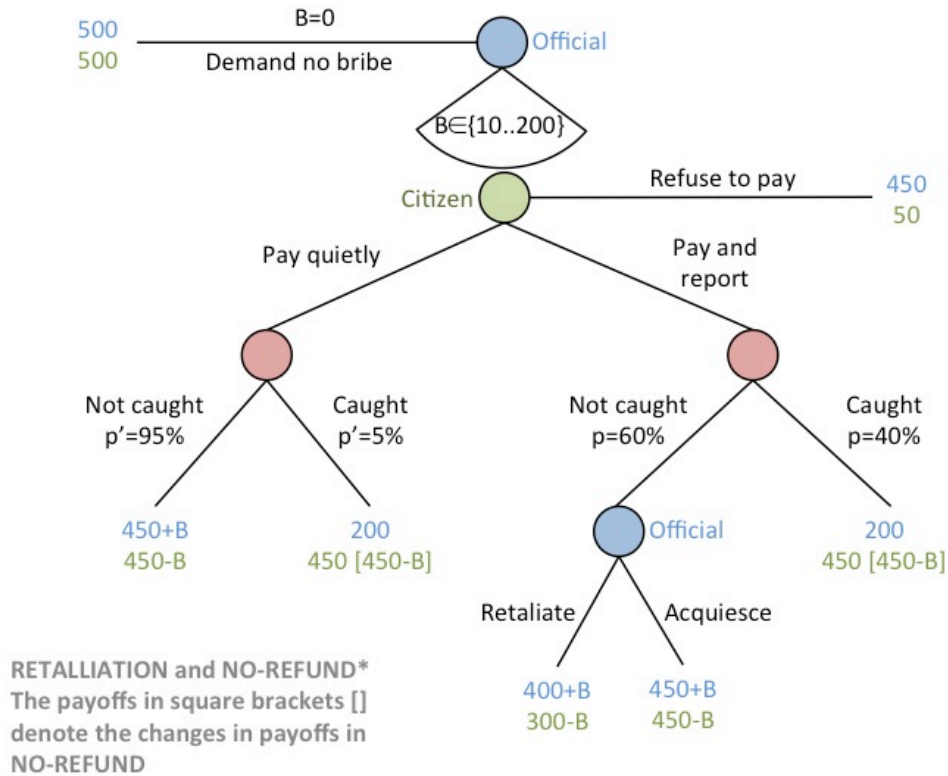 B=0
500
500
Official
Demand no bribe
B∈{10..200}
Refuse to pay
450
50
Citizen
Pay quietly
Pay and
report
Not caught
p'=95%
Caught
p'=5%
Not caught
p=60%
Caught
p=40%
450+B
450-B
200
450 [450-B]
Official
200
450 [450-B]
Retaliate
Acquiesce
400+B
300-B
450+B
450-B
RETALLIATION and NO-REFUND*
The payoffs in square brackets []
denote the changes in payoffs in
NO-REFUND